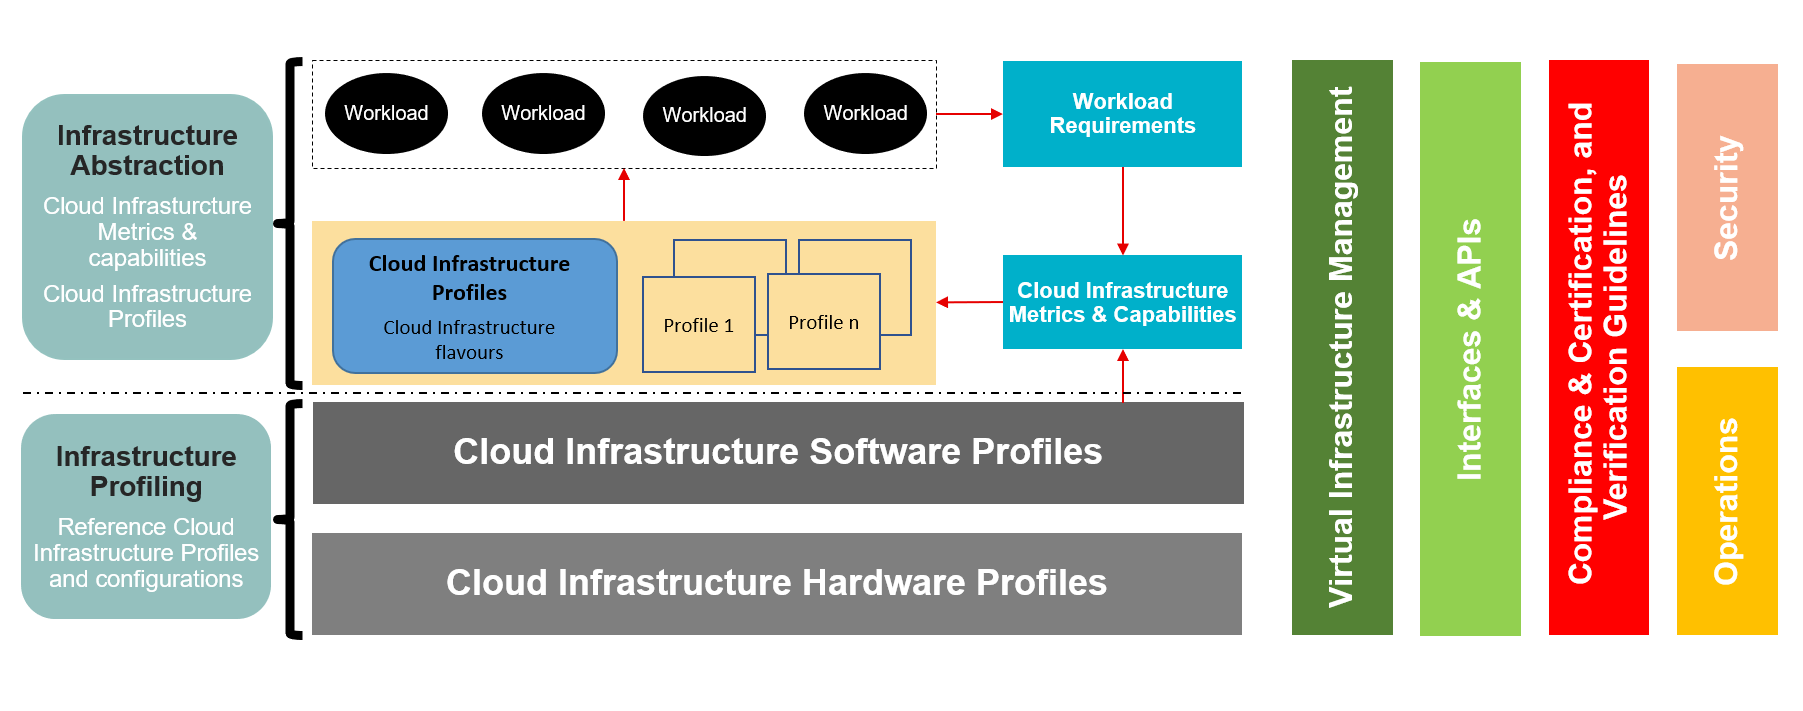 Infrastructure
Abstraction
Cloud Infrasturcture
Metrics &
capabilities
Cloud Infrastructure
Profiles
Workload
Workload
Workload
Workload
Workload
Requirements
Cloud Infrastructure
Profiles
Cloud Infrastructure
flavours
Profile 1
Profile n
Cloud Infrastructure
Metrics & Capabilities
Infrastructure
Profiling
Reference Cloud
Infrastructure Profiles
and configurations
Cloud Infrastructure Software Profiles
Cloud Infrastructure Hardware Profiles
Virtual Infrastructure Management
Interfaces & APIs
Compliance & Certification, and
Verification Guidelines
Security
Operations